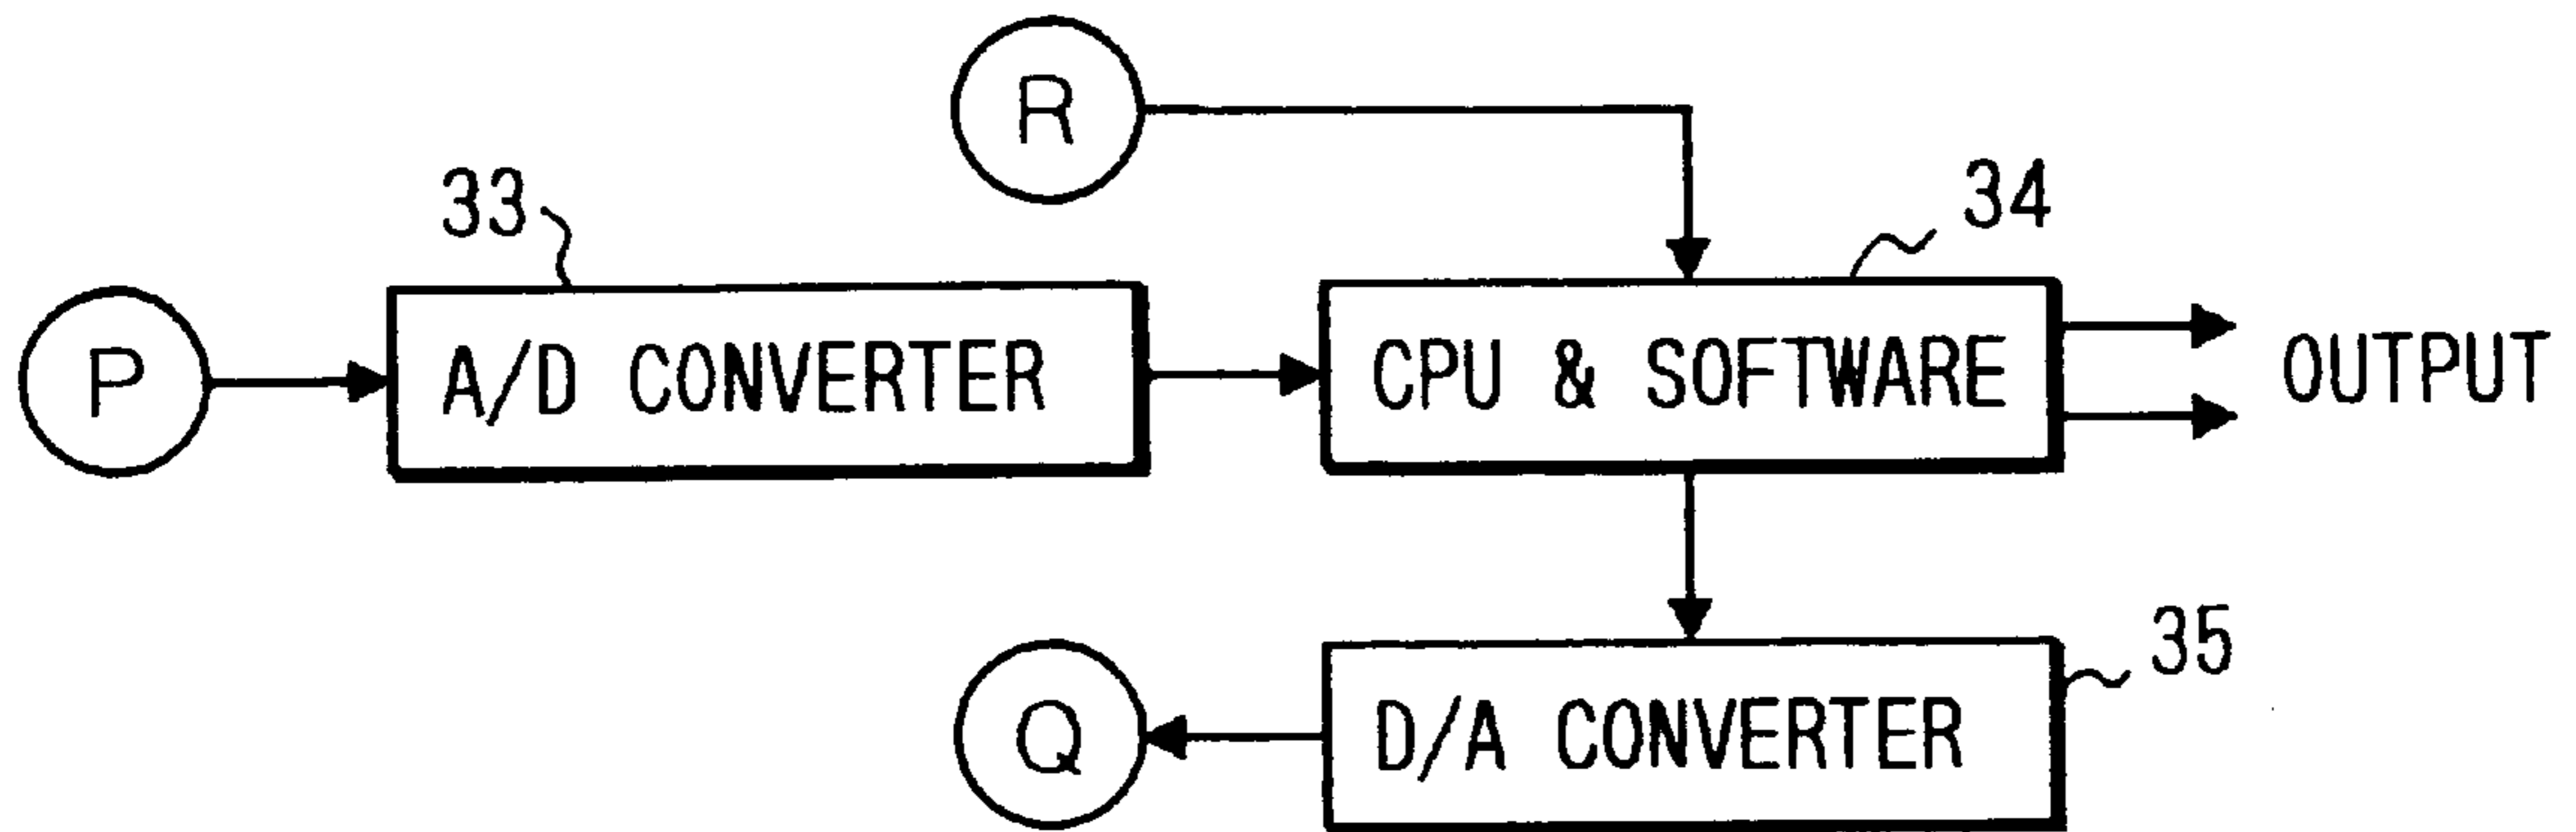 R
33
34
P
A/D CONVERTER
CPU & SOFTWARE
OUTPUT
35
Q
D/A CONVERTER